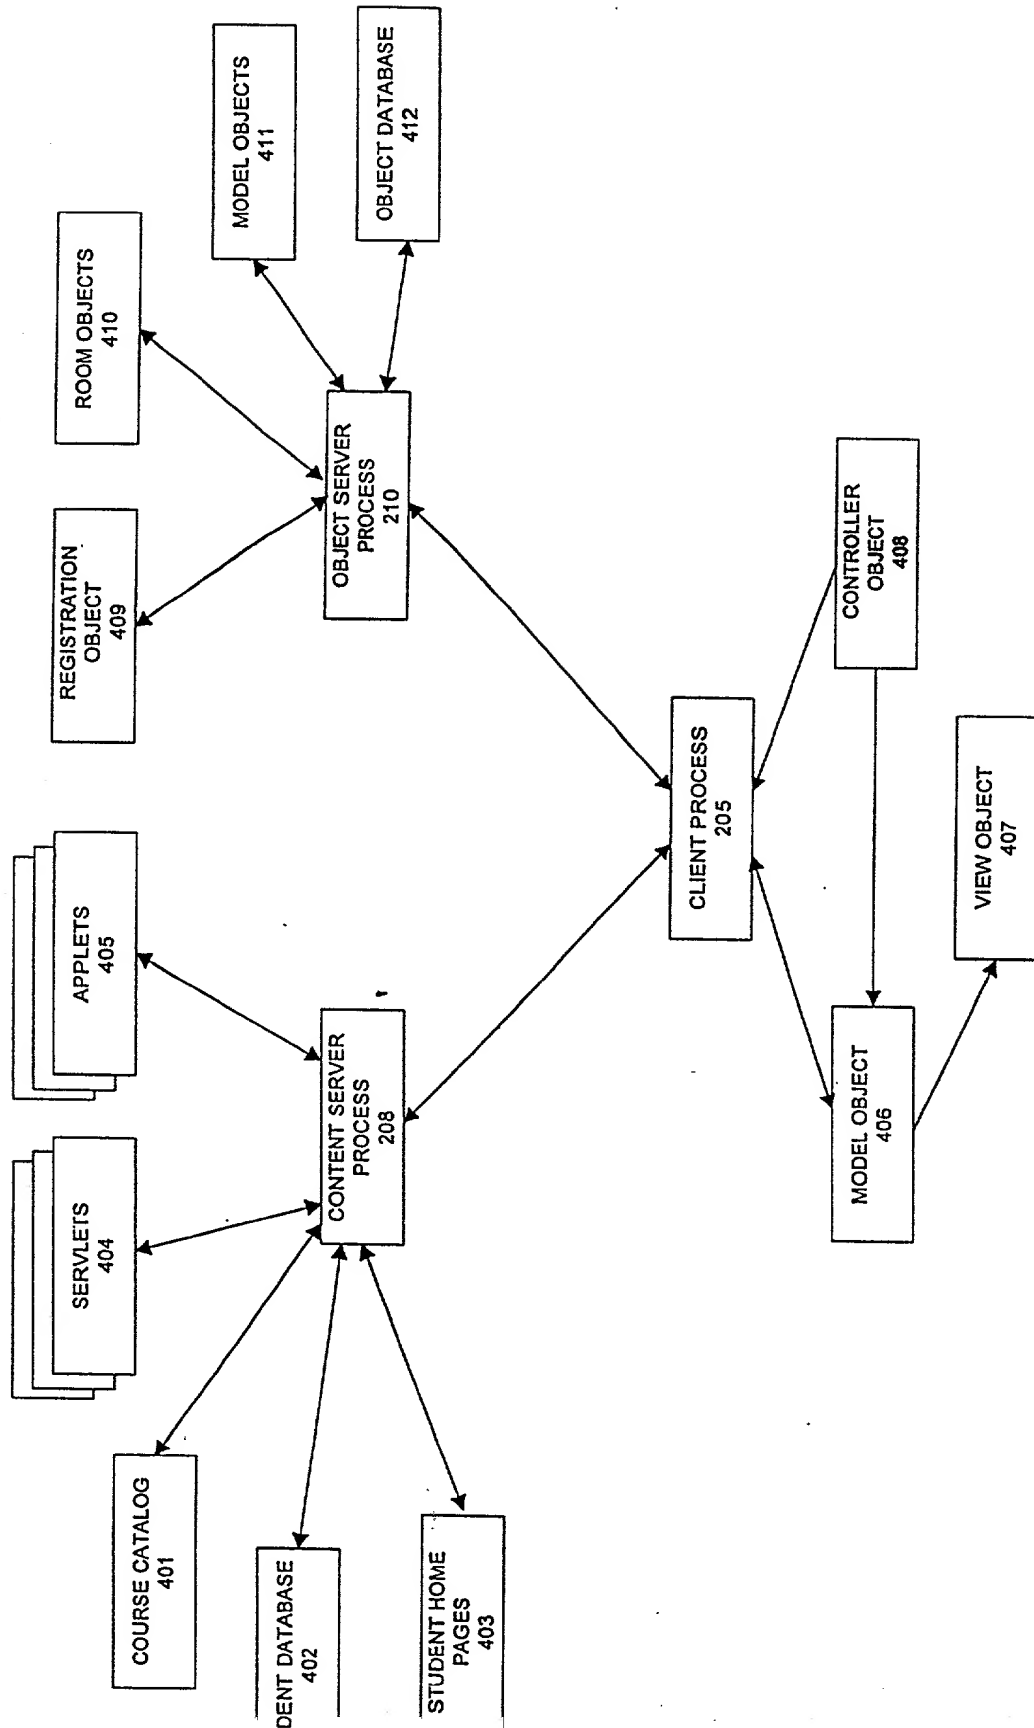 SERVLETS
404
APPLETS
405
REGISTRATION
OBJECT
409
ROOM OBJECTS
410
COURSE CATALOG
401
MODEL OBJECTS
411
DENT DATABASE
402
CONTENT SERVER
PROCESS
208
OBJECT SERVER
PROCESS
210
OBJECT DATABASE
412
STUDENT HOME
PAGES
403
CLIENT PROCESS
205
MODEL OBJECT
406
CONTROLLER
OBJECT
408
VIEW OBJECT
407